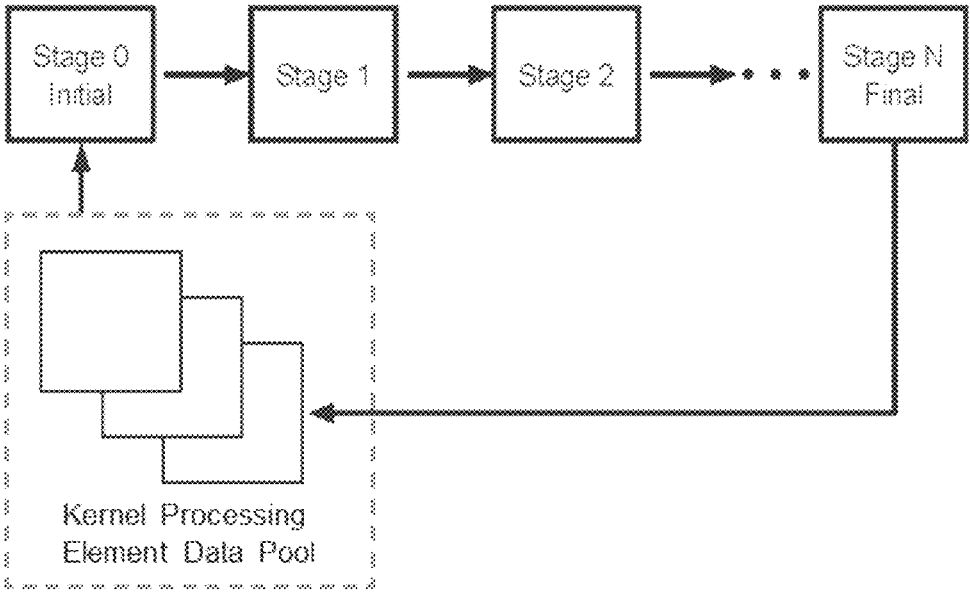 Stage 0
Initial
Stage 1
Stage 2
Stage N
Final
Kernel Processing
Element Data Pool